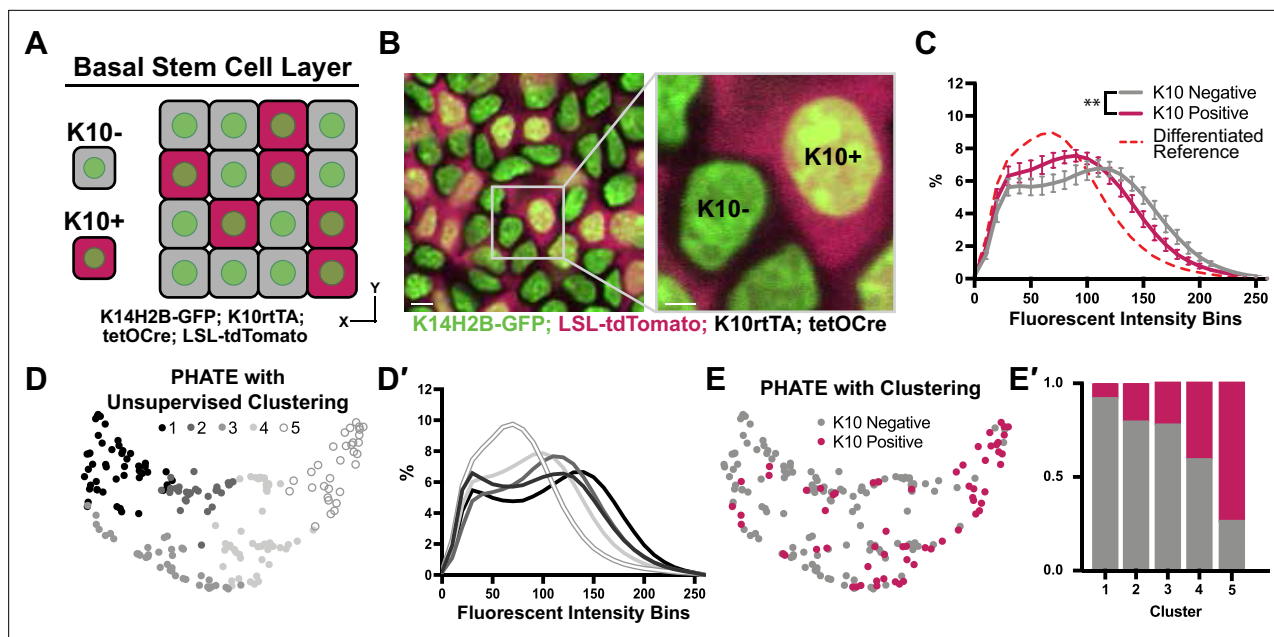 A
Basal Stem Cell Layer
K10-
K10+
K14H2B-GFP; K10rtTA;
tetOCre; LSL-tdTomato
Y
X
B
K10-
K10+
K14H2B-GFP; LSL-tdTomato; K10rtTA; tetOCre
C
12
10
8
6
4
2
0
%
0 50 100 150 200 250
Fluorescent Intensity Bins
**
K10 Negative
K10 Positive
Differentiated
Reference
D
PHATE with
Unsupervised Clustering
1 2 3 4 5
D′
12
10
8
6
4
2
0
%
0 50 100 150 200 250
Fluorescent Intensity Bins
E
PHATE with Clustering
K10 Negative
K10 Positive
E′
1.0
0.5
0.0
1 2 3 4 5
Cluster